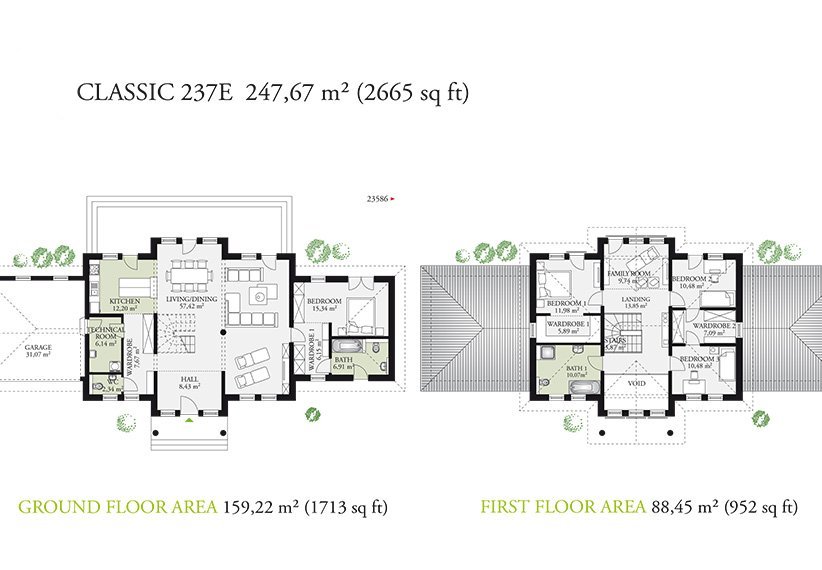 CLASSIC 237E 247,67 m² (2665 sq ft)
23586
KITCHEN
12,20 m²
LIVING/DINING
57,42 m²
BEDROOM
15,34 m²
TECHNICAL
ROOM
6,14 m²
GARAGE
31,07 m²
WARDROBE
7,67 m²
WARDROBE 1
6,15 m²
BATH
6,91 m²
W.C
2,34 m²
HALL
8,43 m²
FAMILY ROOM
9,74 m²
BEDROOM 1
11,98 m²
LANDING
13,85 m²
BEDROOM 2
10,48 m²
WARDROBE 1
5,89 m²
WARDROBE 2
7,09 m²
STAIRS
5,87 m²
BATH 1
10,07m²
VOID
BEDROOM 3
10,48 m²
GROUND FLOOR AREA 159,22 m² (1713 sq ft)
FIRST FLOOR AREA 88,45 m² (952 sq ft)